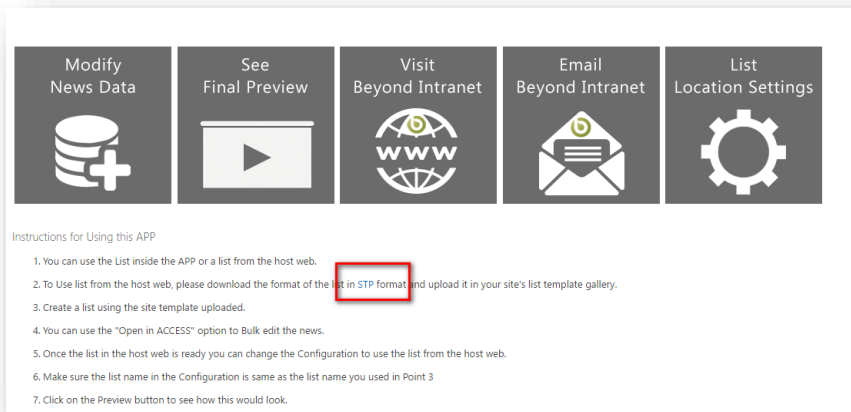 Modify
News Data
See
Final Preview
Visit
Beyond Intranet
WWW
Email
Beyond Intranet
List
Location Settings
Instructions for Using this APP
1. You can use the List inside the APP or a list from the host web.
2. To Use list from the host web, please download the format of the list in STP format and upload it in your site's list template gallery.
3. Create a list using the site template uploaded.
4. You can use the "Open in ACCESS" option to Bulk edit the news.
5. Once the list in the host web is ready you can change the Configuration to use the list from the host web.
6. Make sure the list name in the Configuration is same as the list name you used in Point 3
7. Click on the Preview button to see how this would look.